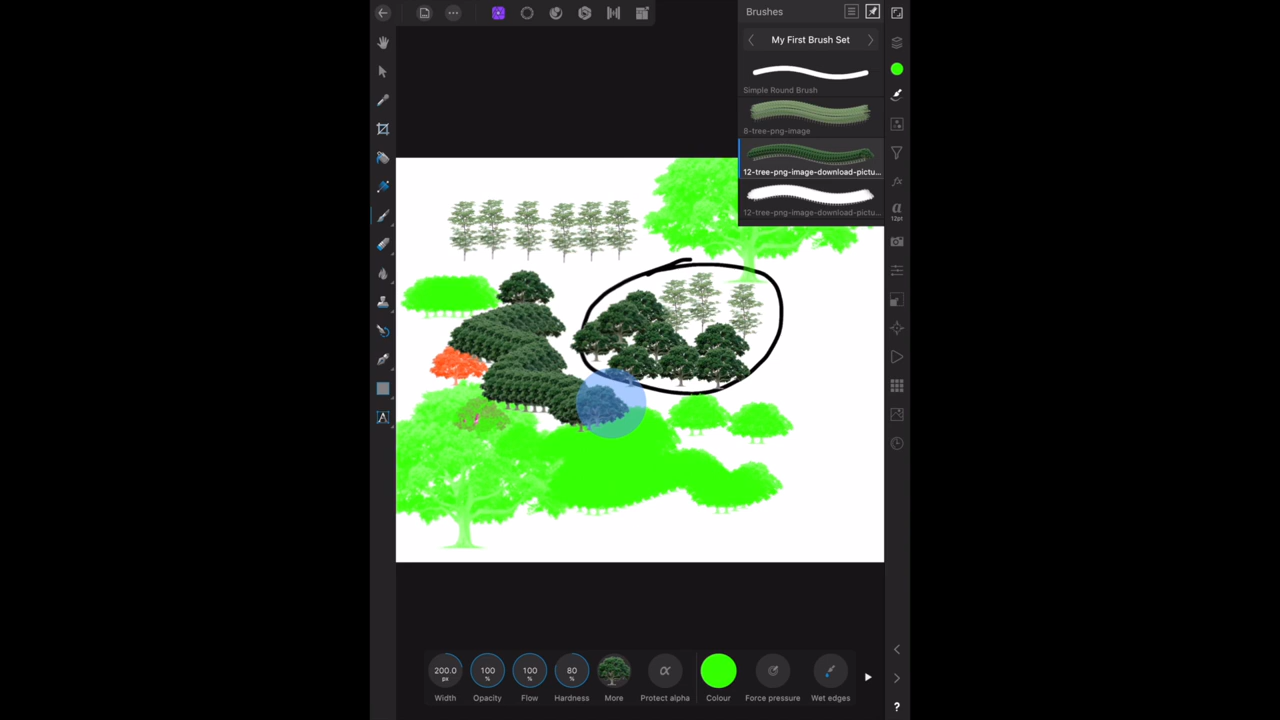 Brushes
My First Brush Set
Simple Round Brush
8-tree-png-image
12-tree-png-image-download-pictu...
12-tree-png-image-download-pictu...
a
12pt
A
200.0
px
100
%
100
%
80
%
α
Width
Opacity
Flow
Hardness
More
Protect alpha
Colour
Force pressure
Wet edges
?